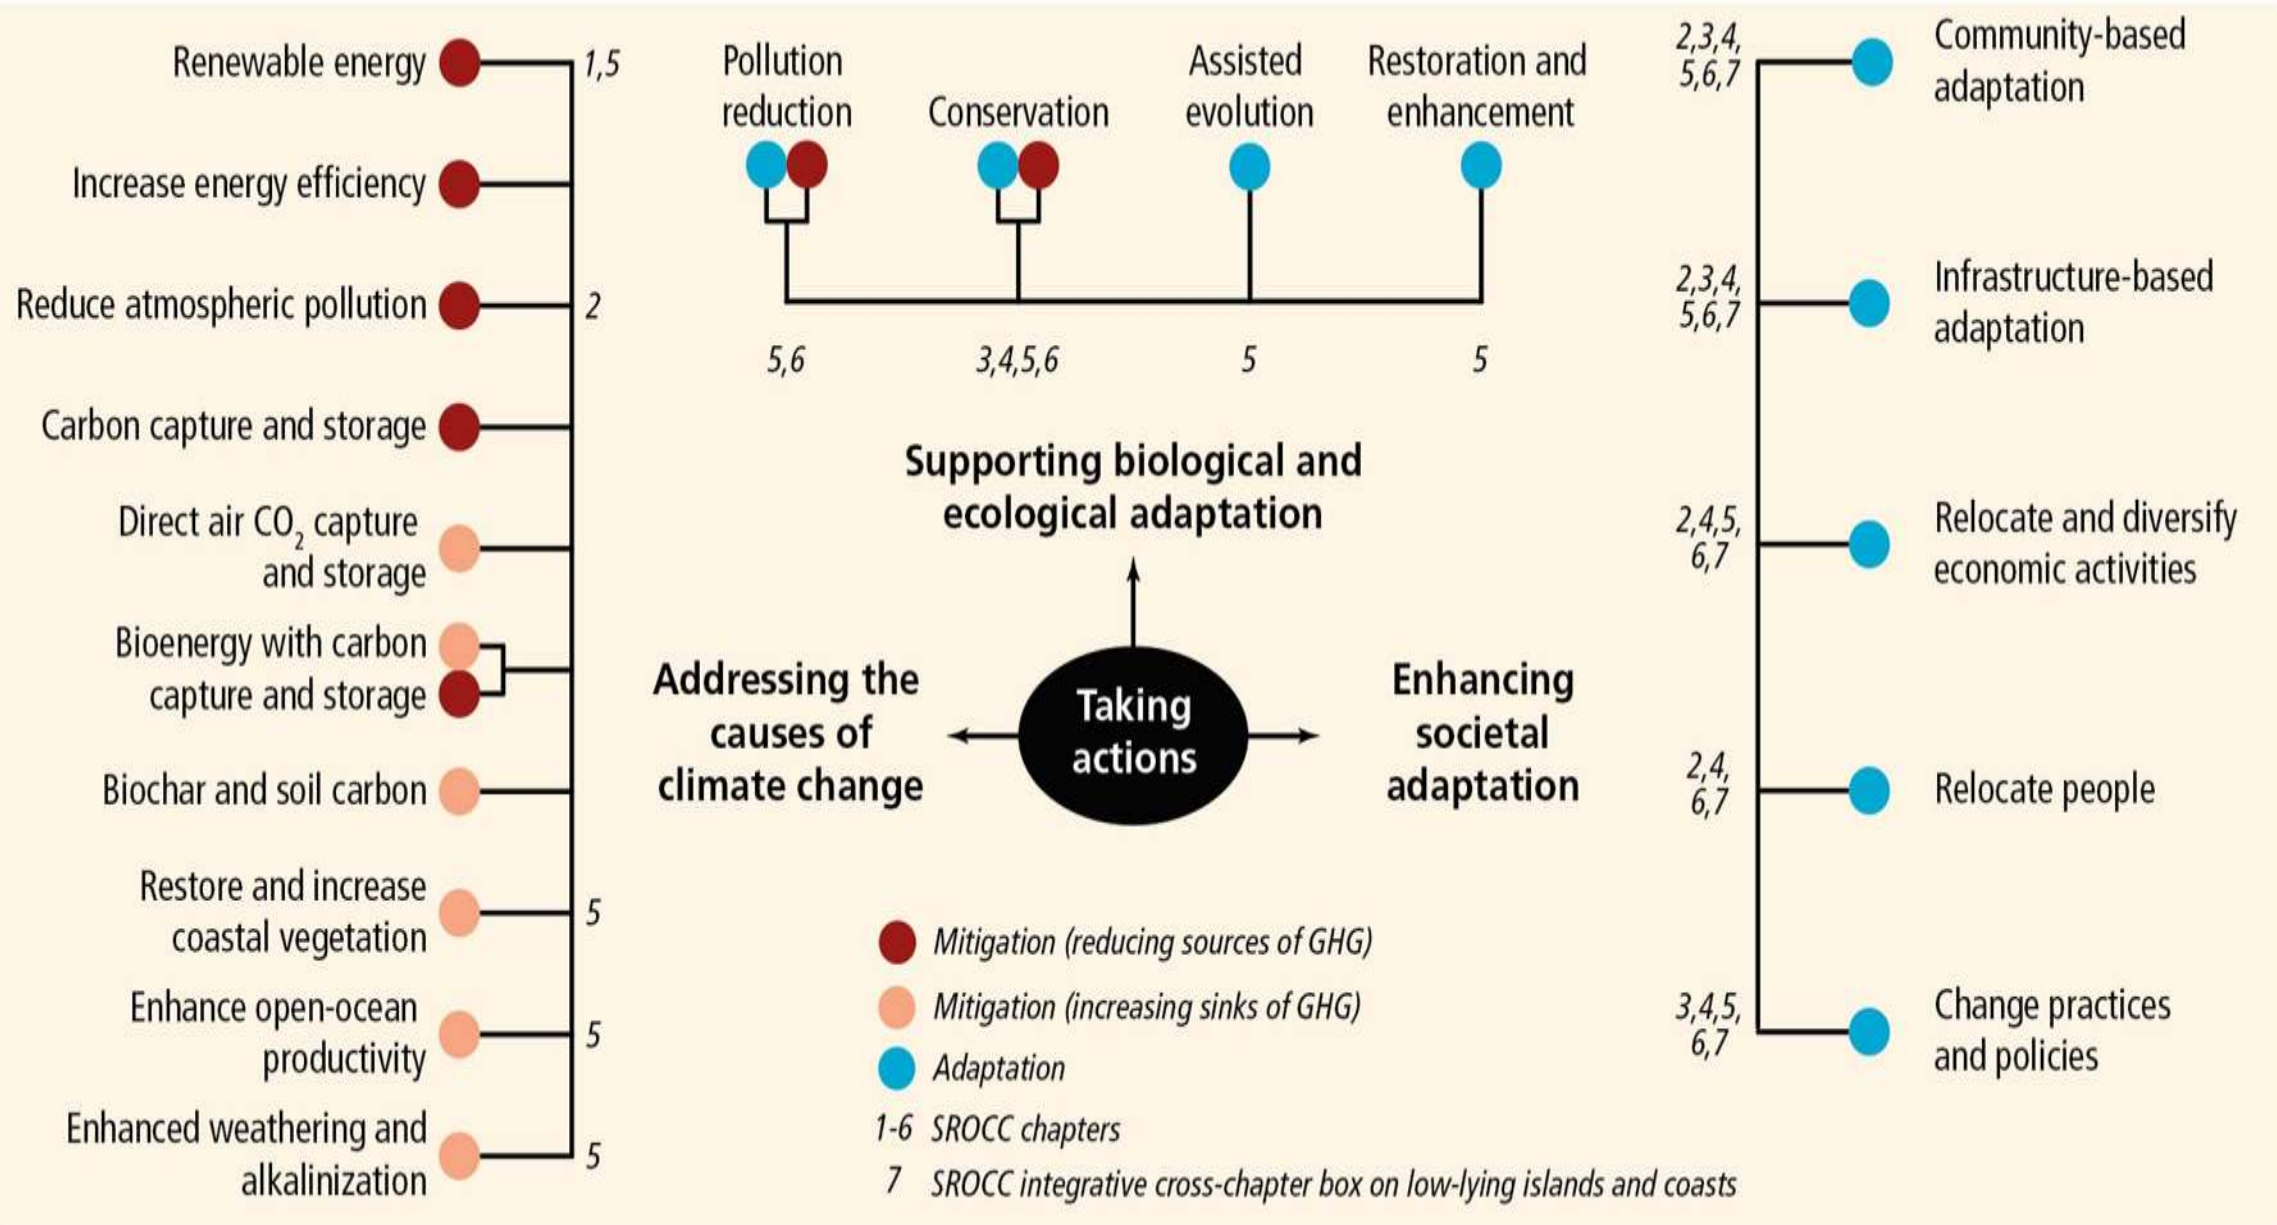 Renewable energy
1,5
Increase energy efficiency
Reduce atmospheric pollution
2
Carbon capture and storage
Direct air CO₂ capture
and storage
Bioenergy with carbon
capture and storage
Biochar and soil carbon
Restore and increase
coastal vegetation
5
Enhance open-ocean
productivity
5
Enhanced weathering and
alkalinization
5
Pollution
reduction
Conservation
Assisted
evolution
Restoration and
enhancement
5,6
3,4,5,6
5
5
Supporting biological and
ecological adaptation
Addressing the
causes of
climate change
Taking
actions
Enhancing
societal
adaptation
Mitigation (reducing sources of GHG)
Mitigation (increasing sinks of GHG)
Adaptation
1-6 SROCC chapters
7 SROCC integrative cross-chapter box on low-lying islands and coasts
2,3,4,
5,6,7
Community-based
adaptation
2,3,4,
5,6,7
Infrastructure-based
adaptation
2,4,5,
6,7
Relocate and diversify
economic activities
2,4,
6,7
Relocate people
3,4,5,
6,7
Change practices
and policies